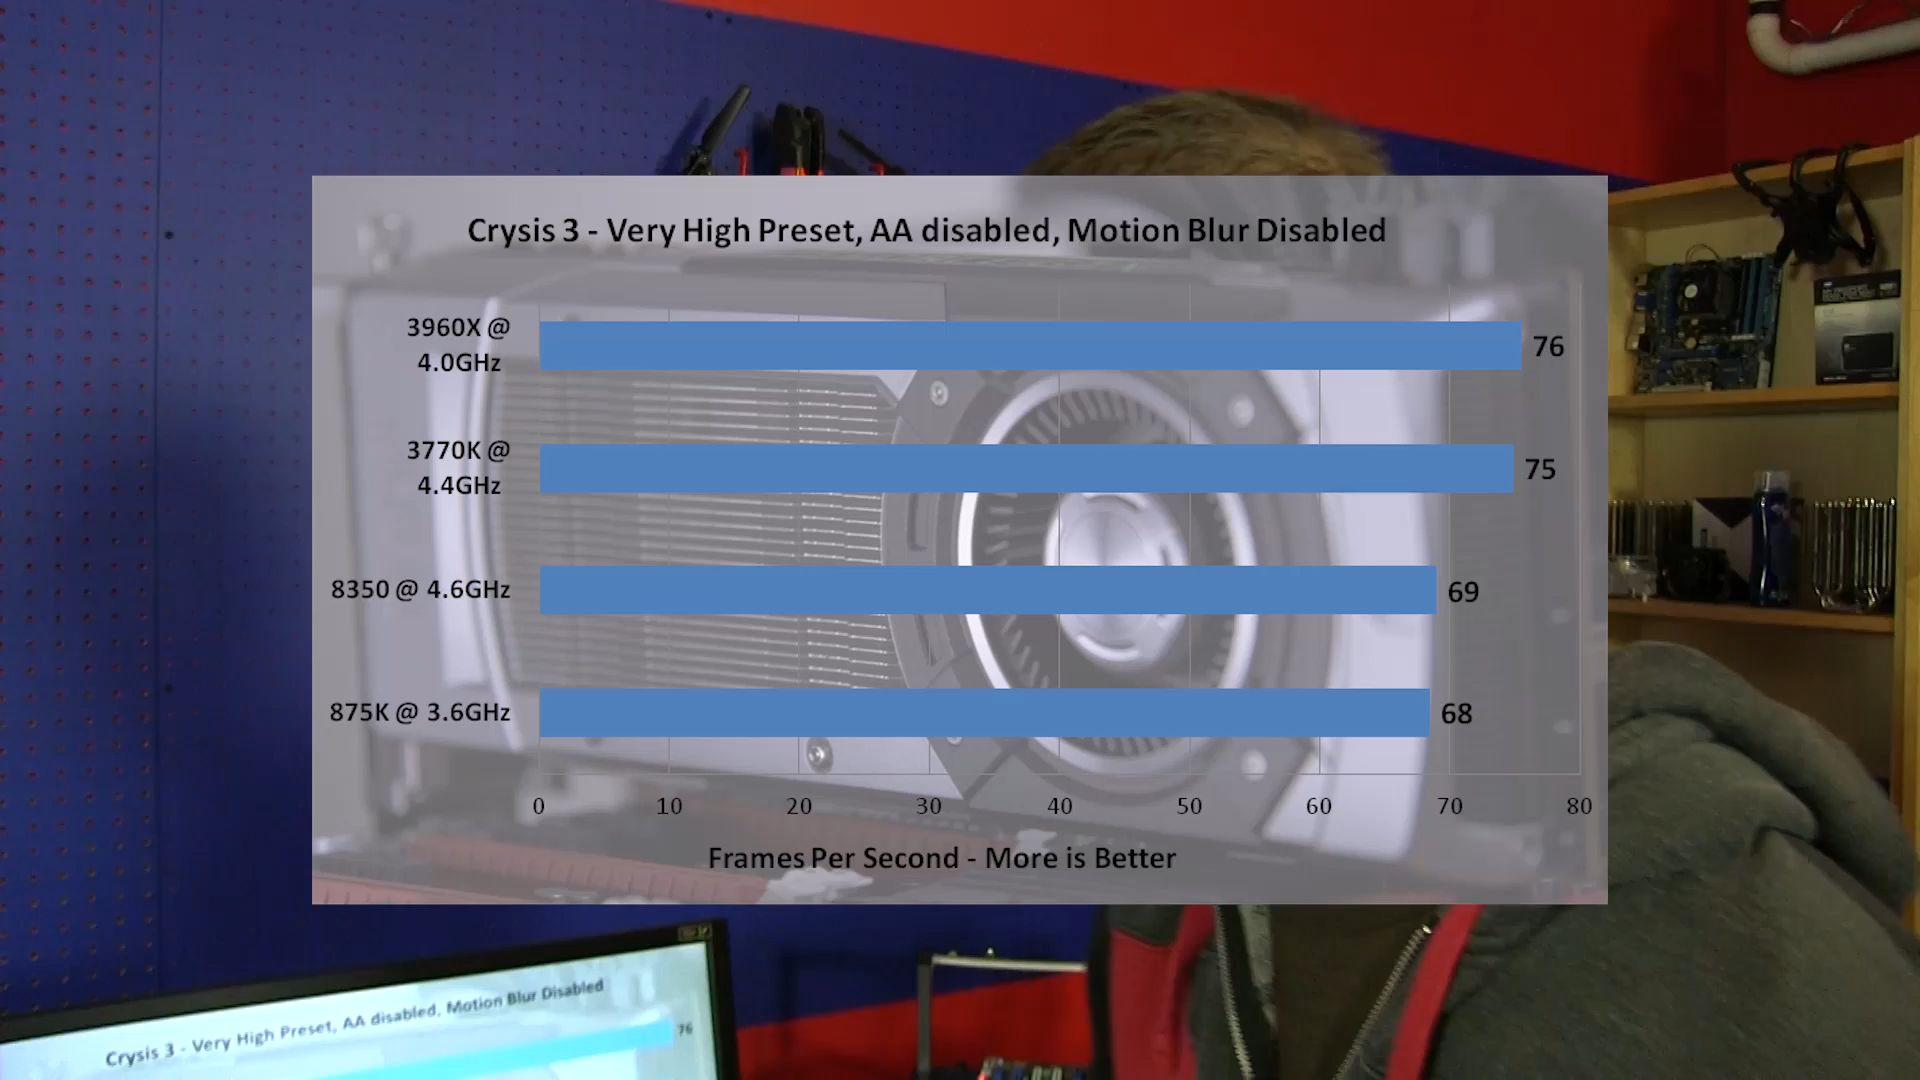 Crysis 3 - Very High Preset, AA disabled, Motion Blur Disabled
3960X @
4.0GHz
76
3770K @
4.4GHz
75
8350 @ 4.6GHz
69
875K @ 3.6GHz
68
0 10 20 30 40 50 60 70 80
Frames Per Second - More is Better
Crysis 3 - Very High Preset, AA disabled, Motion Blur Disabled
76